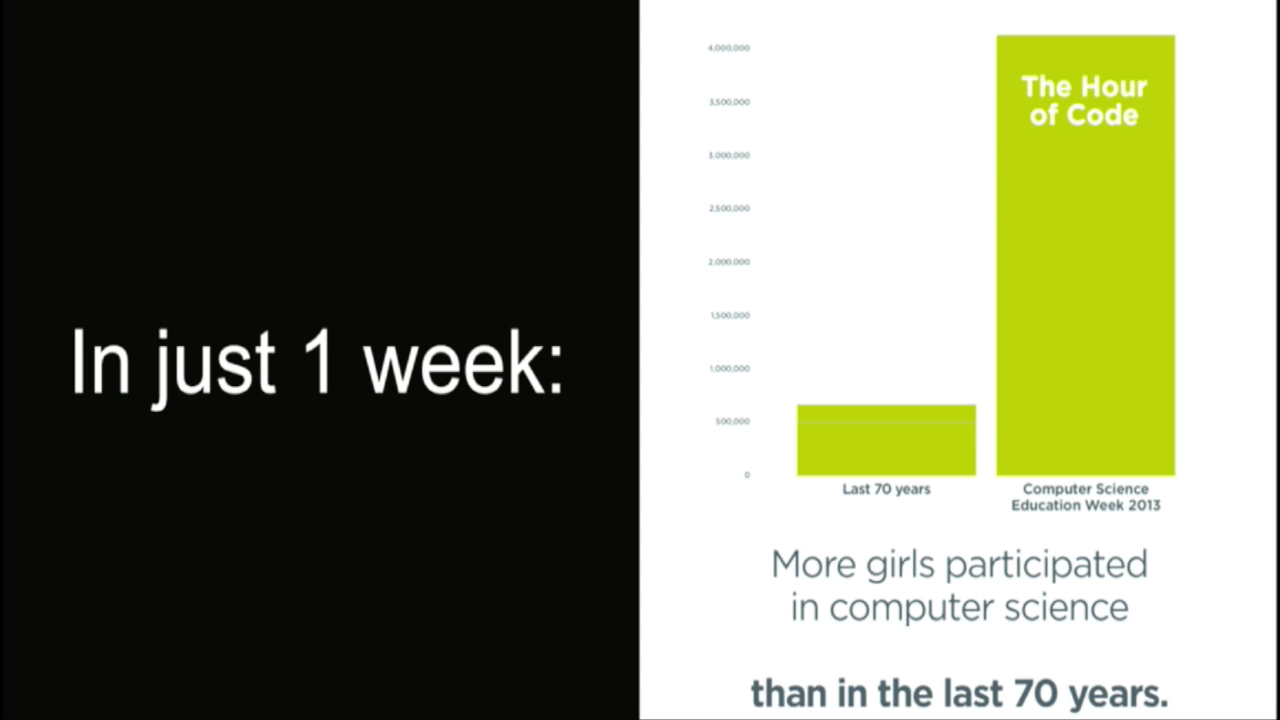 In just 1 week:
4,000,000
3,500,000
3,000,000
2,500,000
2,000,000
1,500,000
1,000,000
500,000
0
The Hour
of Code
Last 70 years
Computer Science
Education Week 2013
More girls participated
in computer science
than in the last 70 years.